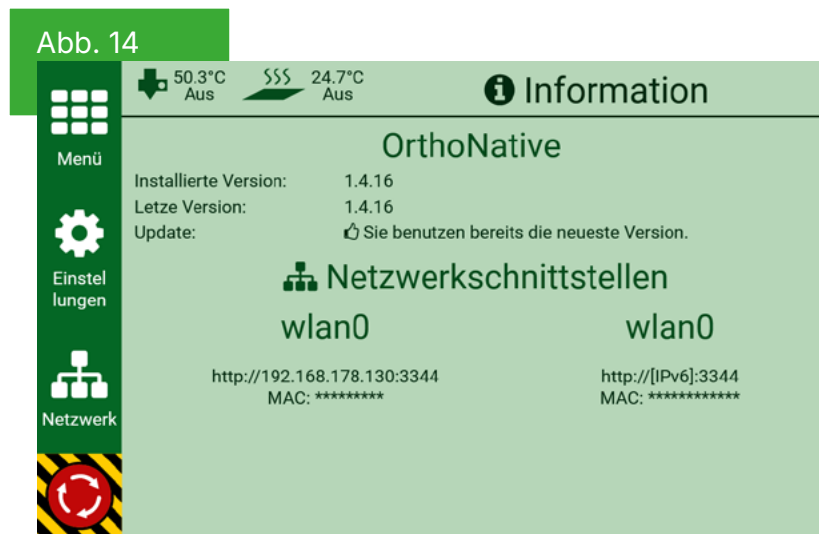 Abb. 14
50.3°C
Aus
24.7°C
Aus
Information
Menü
Einstel
lungen
Netzwerk
OrthoNative
Installierte Version: 1.4.16
Letze Version: 1.4.16
Update: Sie benutzen bereits die neueste Version.
Netzwerkschnittstellen
wlan0
http://192.168.178.130:3344
MAC: *********
wlan0
http://[IPv6]:3344
MAC: ************